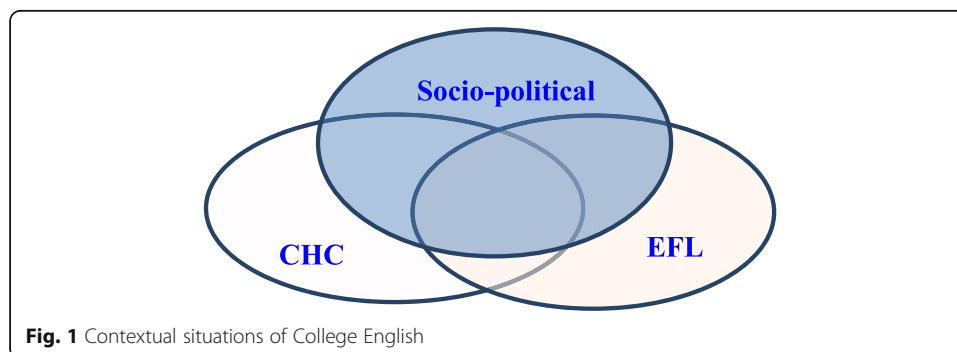 Socio-political
CHC
EFL
Fig. 1 Contextual situations of College English